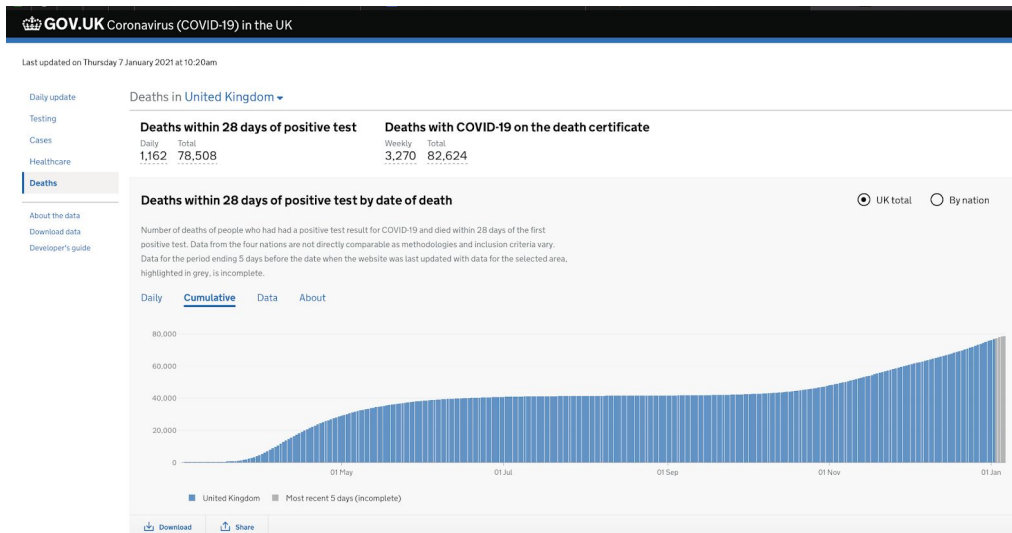 GOV.UK Coronavirus (COVID-19) in the UK
Last updated on Thursday 7 January 2021 at 10:20am
Daily update
Testing
Cases
Healthcare
Deaths
About the data
Download data
Developer's guide
Deaths in United Kingdom
Deaths within 28 days of positive test
Daily Total
1,162 78,508
Deaths with COVID-19 on the death certificate
Weekly Total
3,270 82,624
Deaths within 28 days of positive test by date of death
UK total By nation
Number of deaths of people who had had a positive test result for COVID-19 and died within 28 days of the first
positive test. Data from the four nations are not directly comparable as methodologies and inclusion criteria vary.
Data for the period ending 5 days before the date when the website was last updated with data for the selected area,
highlighted in grey, is incomplete.
Daily Cumulative Data About
80,000
60,000
40,000
20,000
0
01 May 01 Jul 01 Sep 01 Nov 01 Jan
United Kingdom Most recent 5 days (incomplete)
Download Share